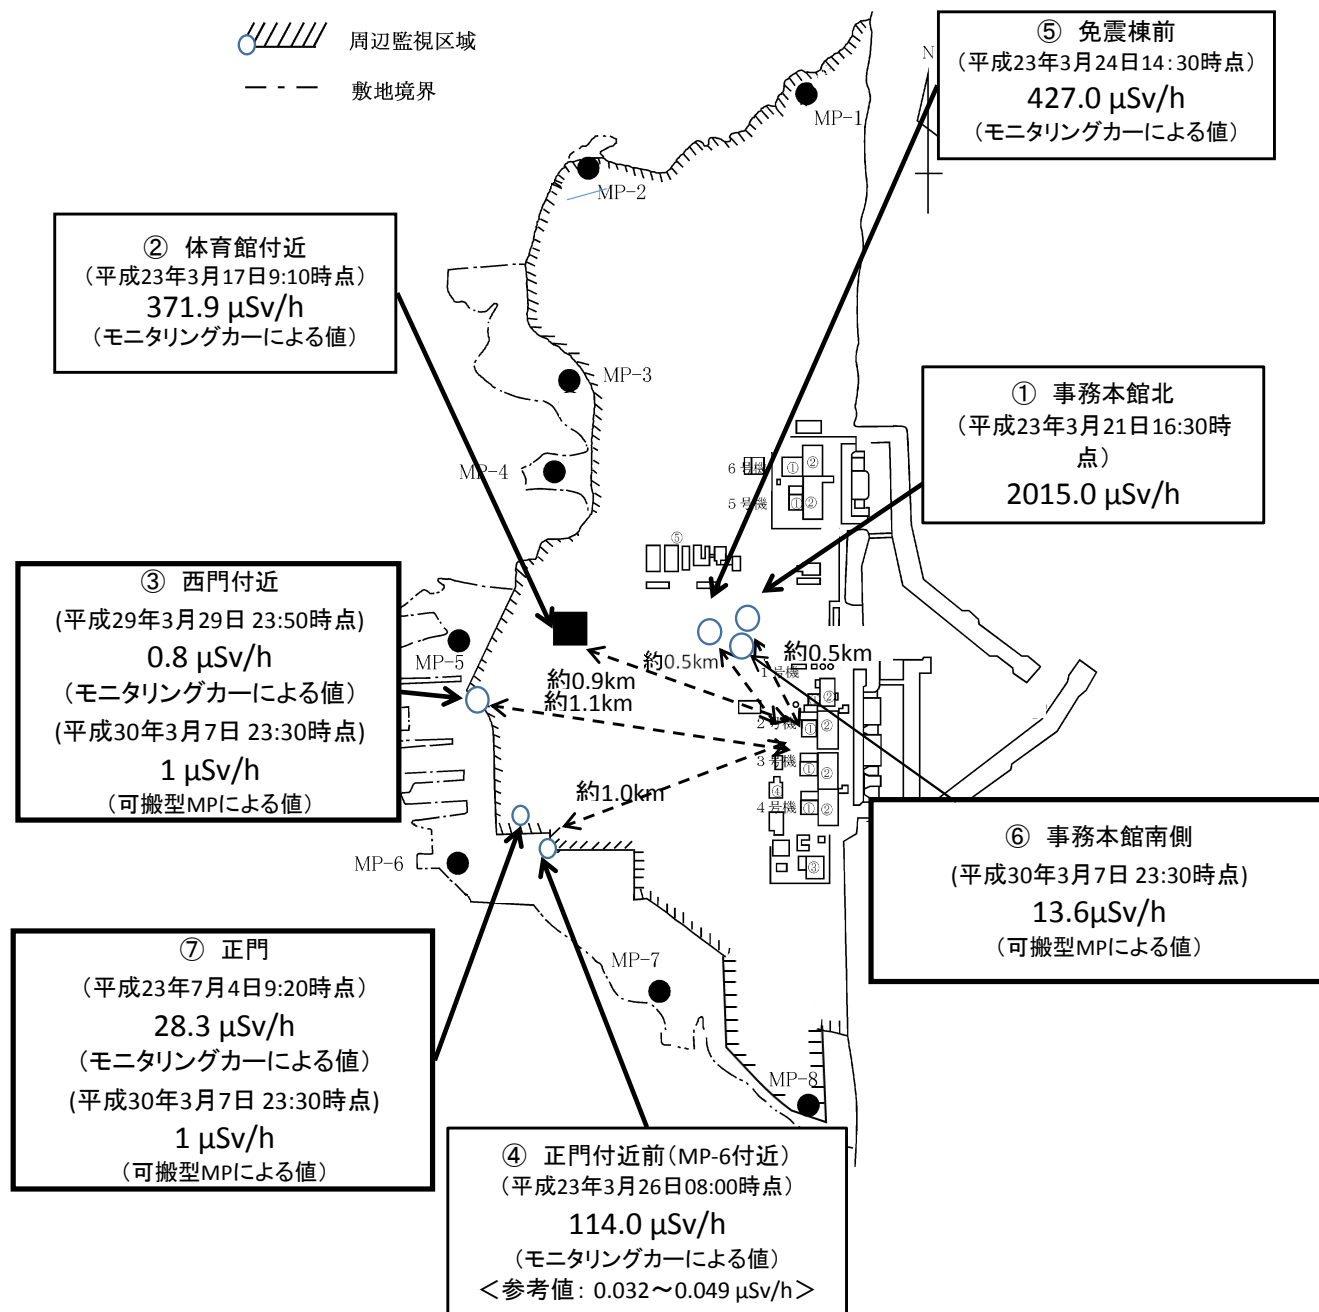 周辺監視区域
敷地境界
⑤ 免震棟前
（平成23年3月24日14：30時点）
427.0 μSv/h
（モニタリングカーによる値）
N
MP-1
MP-2
② 体育館付近
（平成23年3月17日9:10時点）
371.9 μSv/h
（モニタリングカーによる値）
MP-3
① 事務本館北
（平成23年3月21日16:30時
点）
2015.0 μSv/h
MP-4
６号機
①
②
５号機
①
②
⑤
③ 西門付近
(平成29年3月29日 23:50時点)
0.8 μSv/h
（モニタリングカーによる値）
(平成30年3月7日 23:30時点)
1 μSv/h
（可搬型MPによる値）
MP-5
約0.5km
約0.5km
約0.9km
約1.1km
１号機
②
２号機
①
②
３号機
①
②
④
４号機
①
②
③
約1.0km
MP-6
⑥ 事務本館南側
(平成30年3月7日 23:30時点)
13.6μSv/h
（可搬型MPによる値）
⑦ 正門
（平成23年7月4日9:20時点）
28.3 μSv/h
（モニタリングカーによる値）
(平成30年3月7日 23:30時点)
1 μSv/h
（可搬型MPによる値）
MP-7
MP-8
④ 正門付近前（MP-6付近）
（平成23年3月26日08:00時点）
114.0 μSv/h
（モニタリングカーによる値）
＜参考値： 0.032～0.049 μSv/h＞